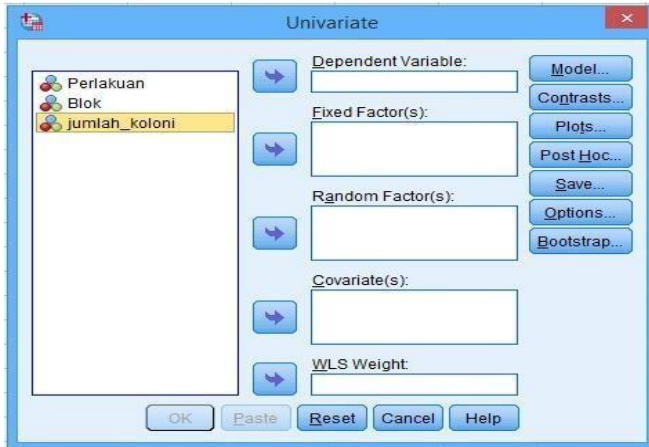 Univariate
Perlakuan
Blok
jumlah_koloni
Dependent Variable:
Fixed Factor(s):
Random Factor(s):
Covariate(s):
WLS Weight:
Model...
Contrasts...
Plots...
Post Hoc...
Save...
Options...
Bootstrap...
OK
Paste
Reset
Cancel
Help